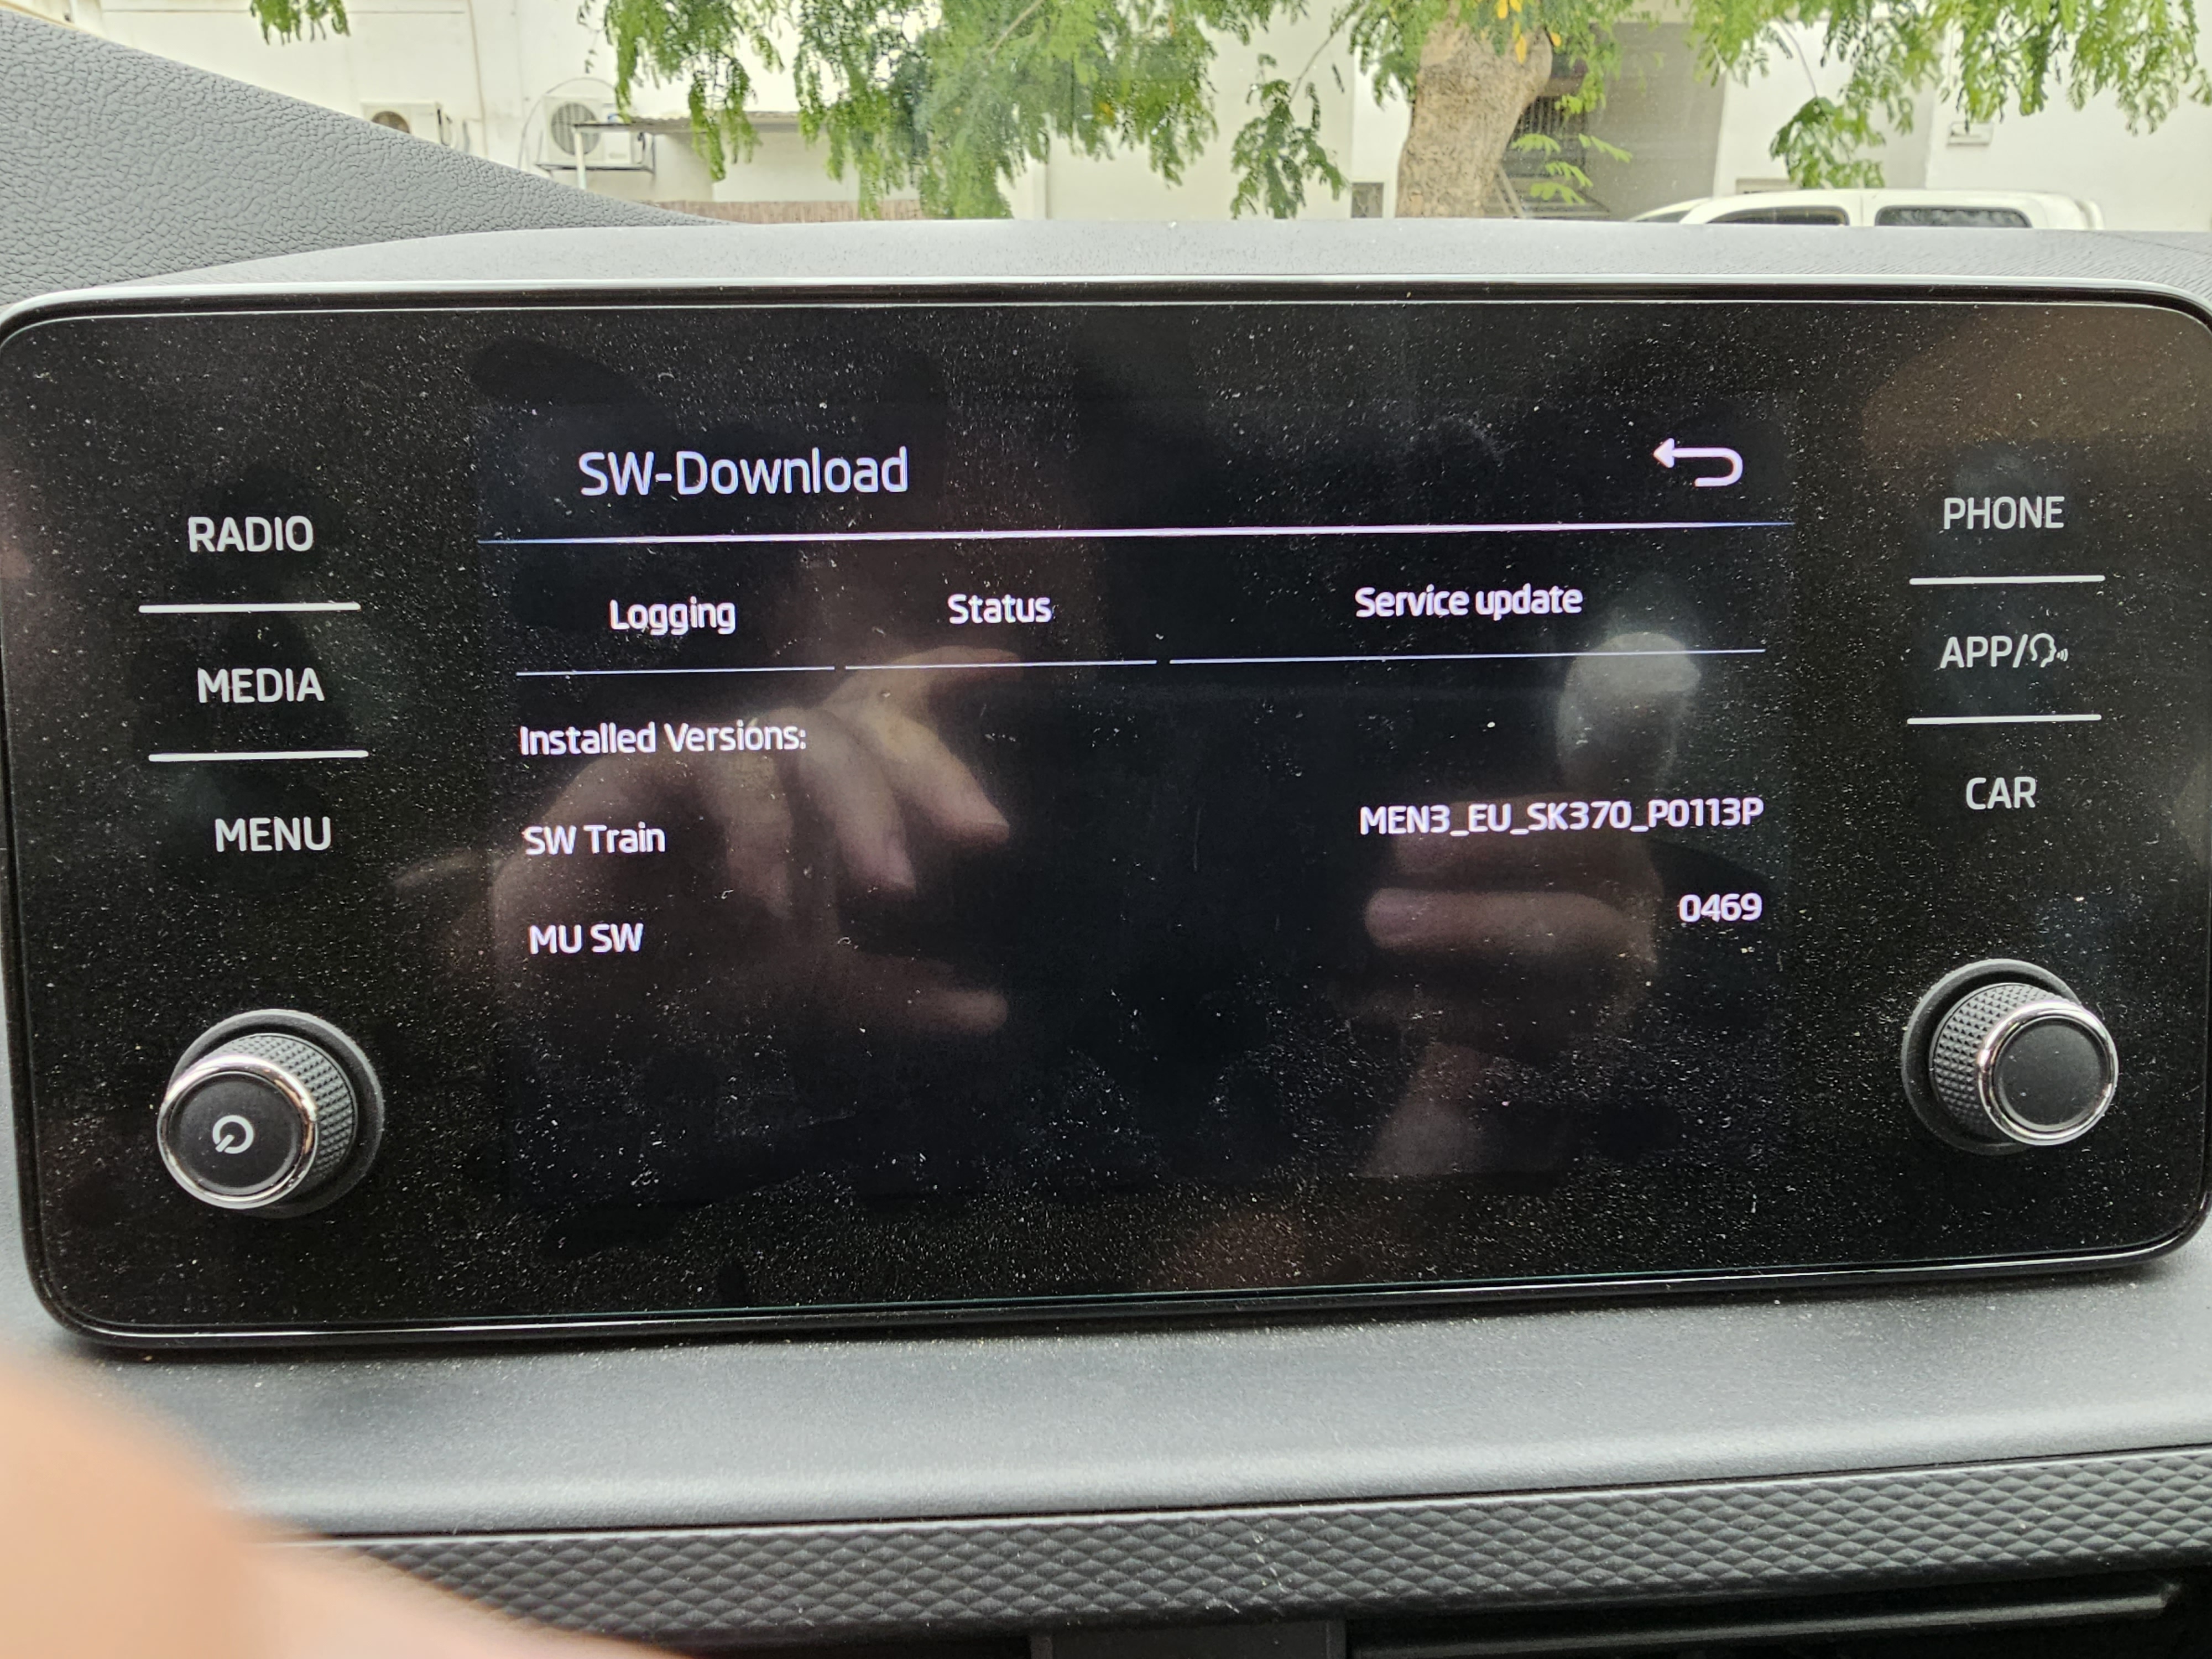 SW-Download
RADIO
MEDIA
MENU
Logging
Status
Service update
Installed Versions:
SW Train
MEN3_EU_SK370_P0113P
MU SW
0469
PHONE
APP/
CAR